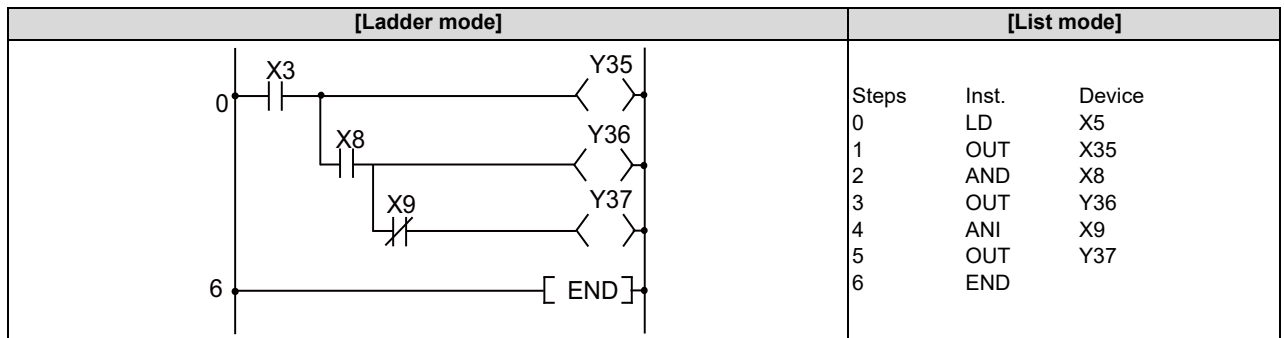 [Ladder mode] [List mode]
X3 Y35
0
X8 Y36
X9 Y37
6 END
Steps Inst. Device
0 LD X5
1 OUT X35
2 AND X8
3 OUT Y36
4 ANI X9
5 OUT Y37
6 END